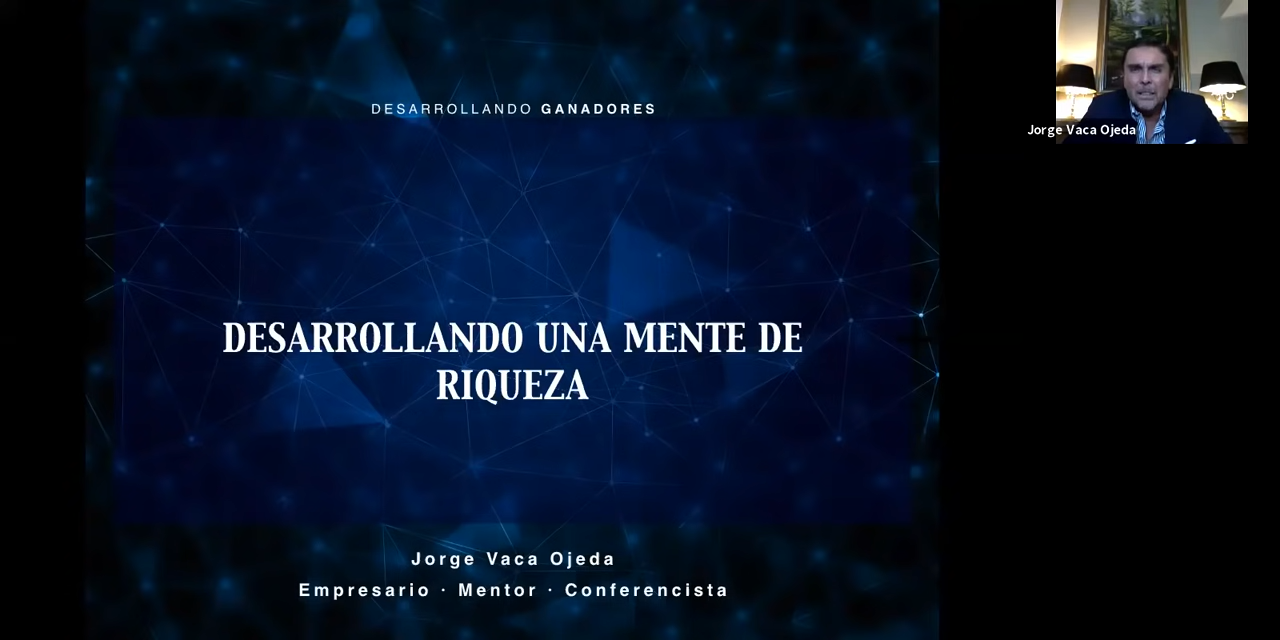 DESARROLLANDO GANADORES
DESARROLLANDO UNA MENTE DE
RIQUEZA
Jorge Vaca Ojeda
Empresario · Mentor · Conferencista
Jorge Vaca Ojeda